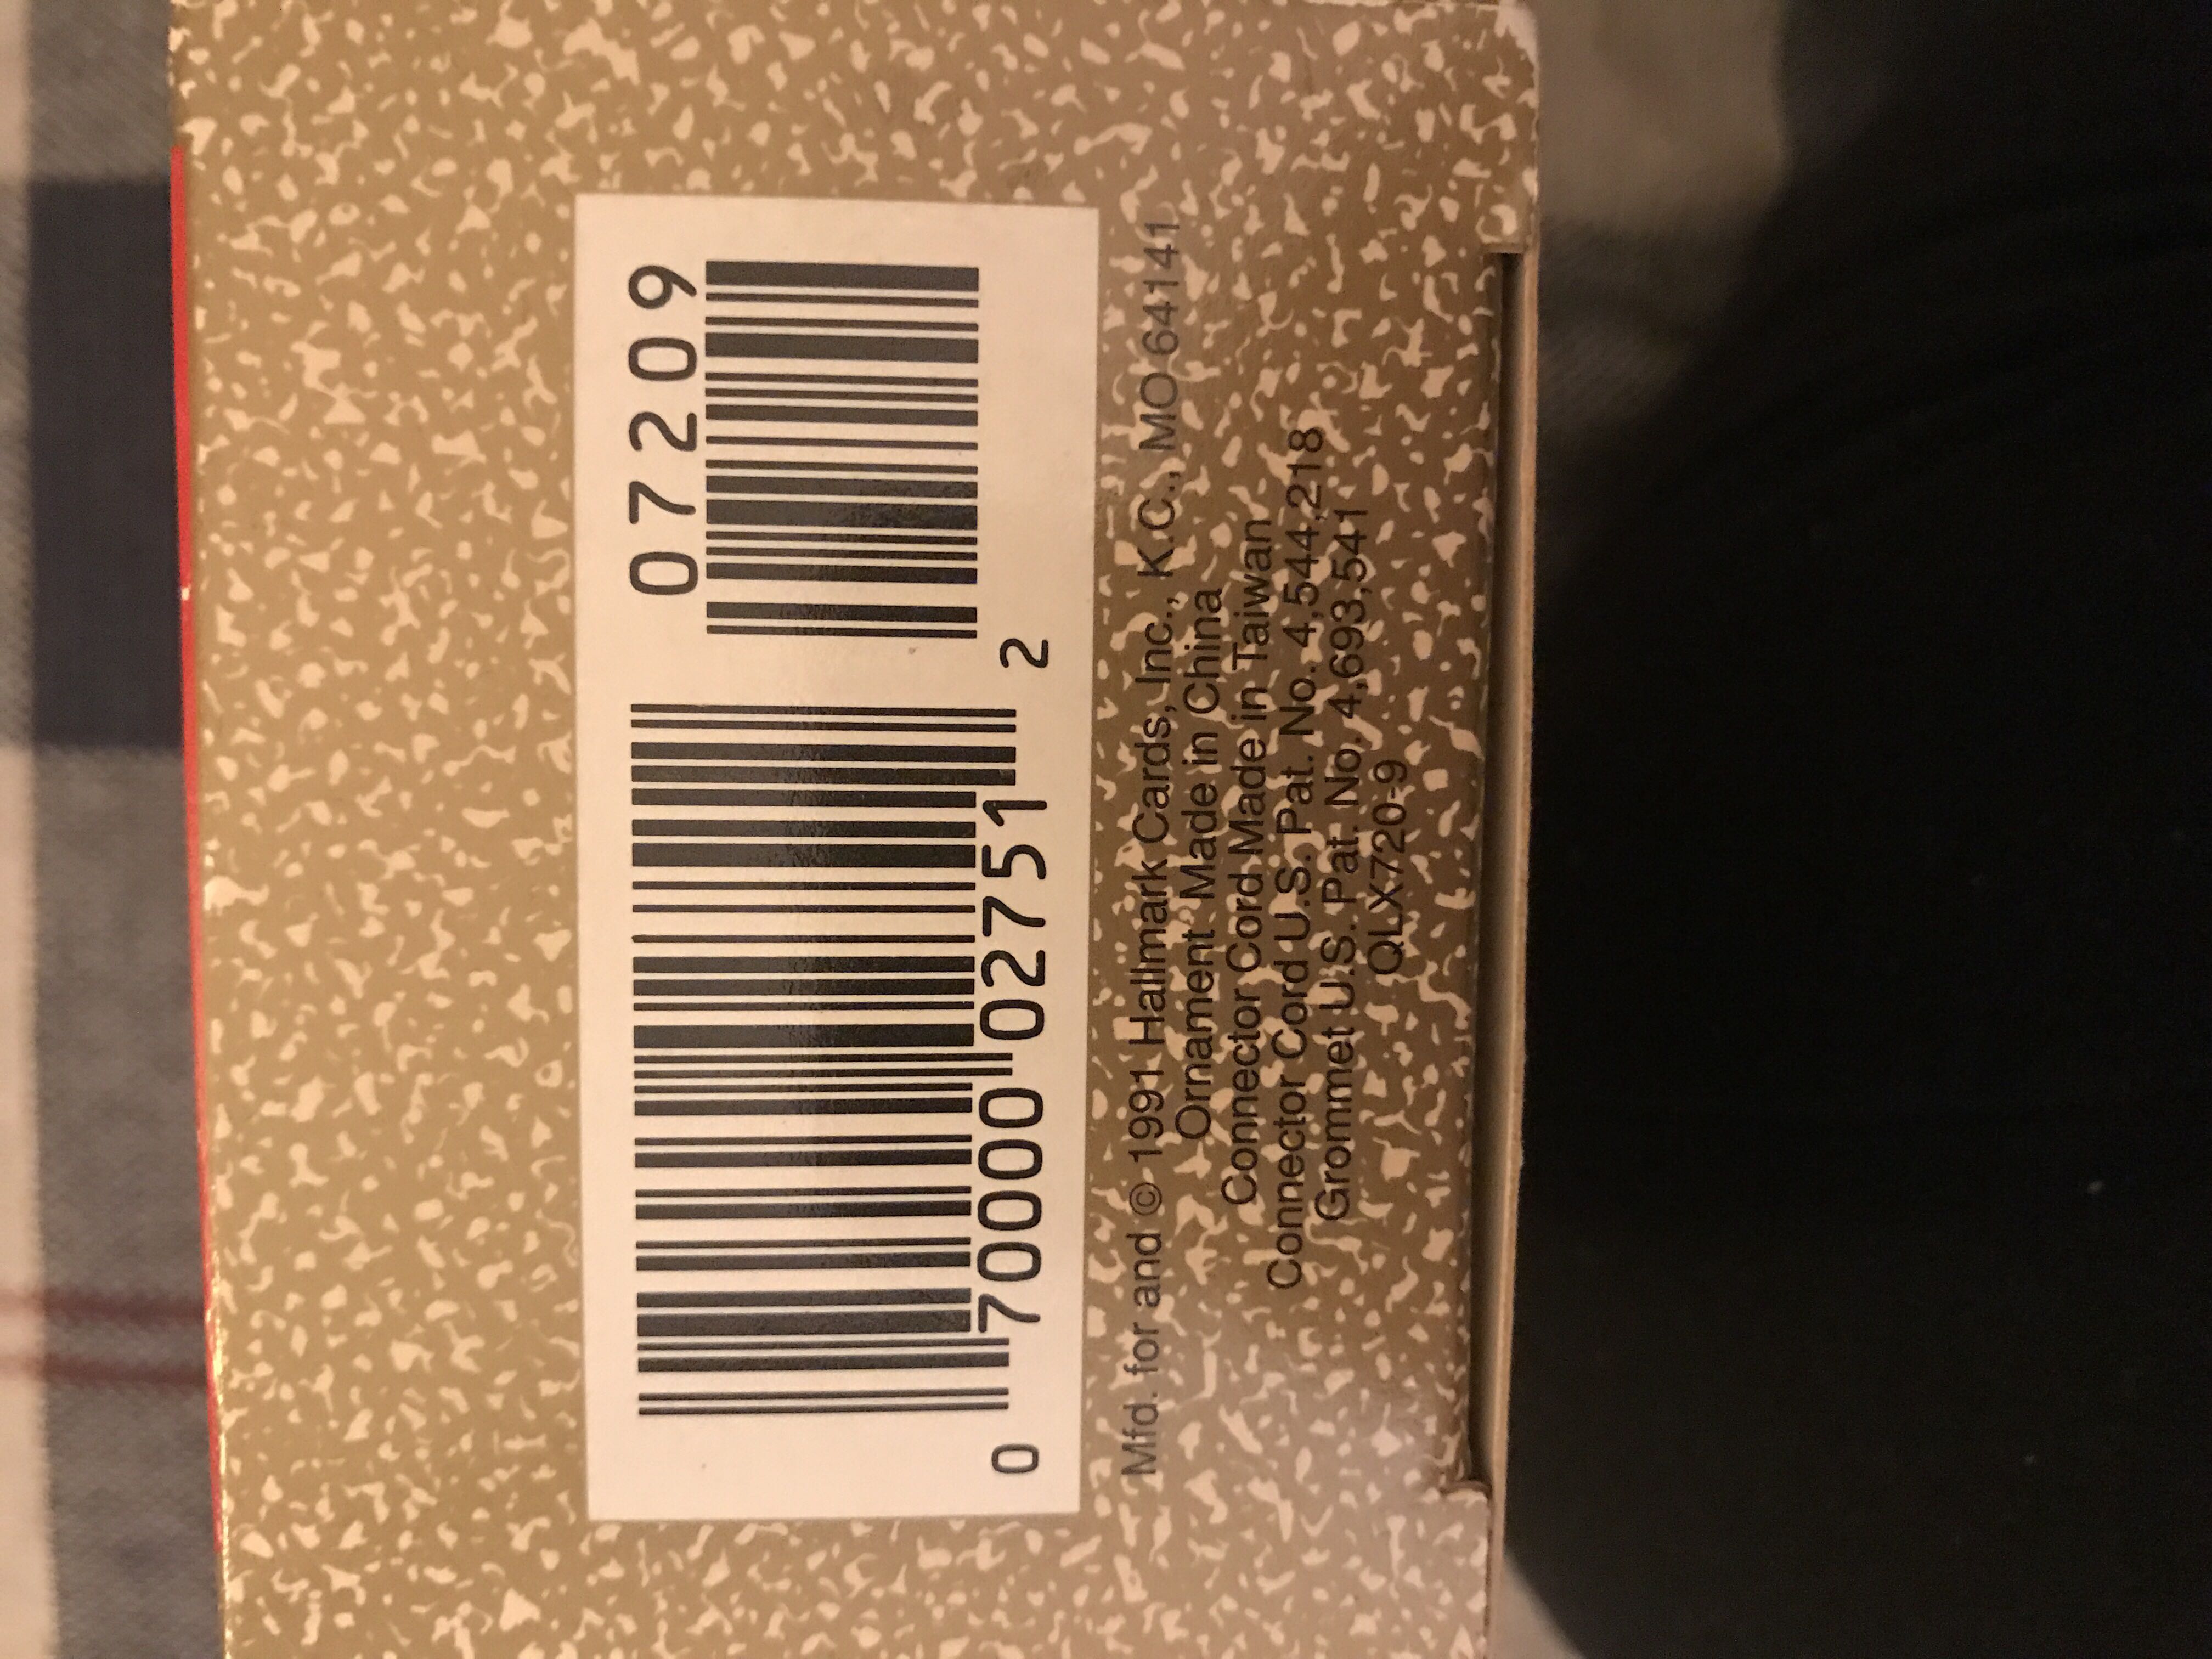 07209
0 70000 02751 2
Mfd. for and © 1991 Hallmark Cards, Inc., K.C., MO 64141
Ornament Made in China
Connector Cord Made in Taiwan
Connector Cord U.S. Pat. No. 4,544,218
Grommet U.S. Pat. No. 4,693,541
QLX720-9